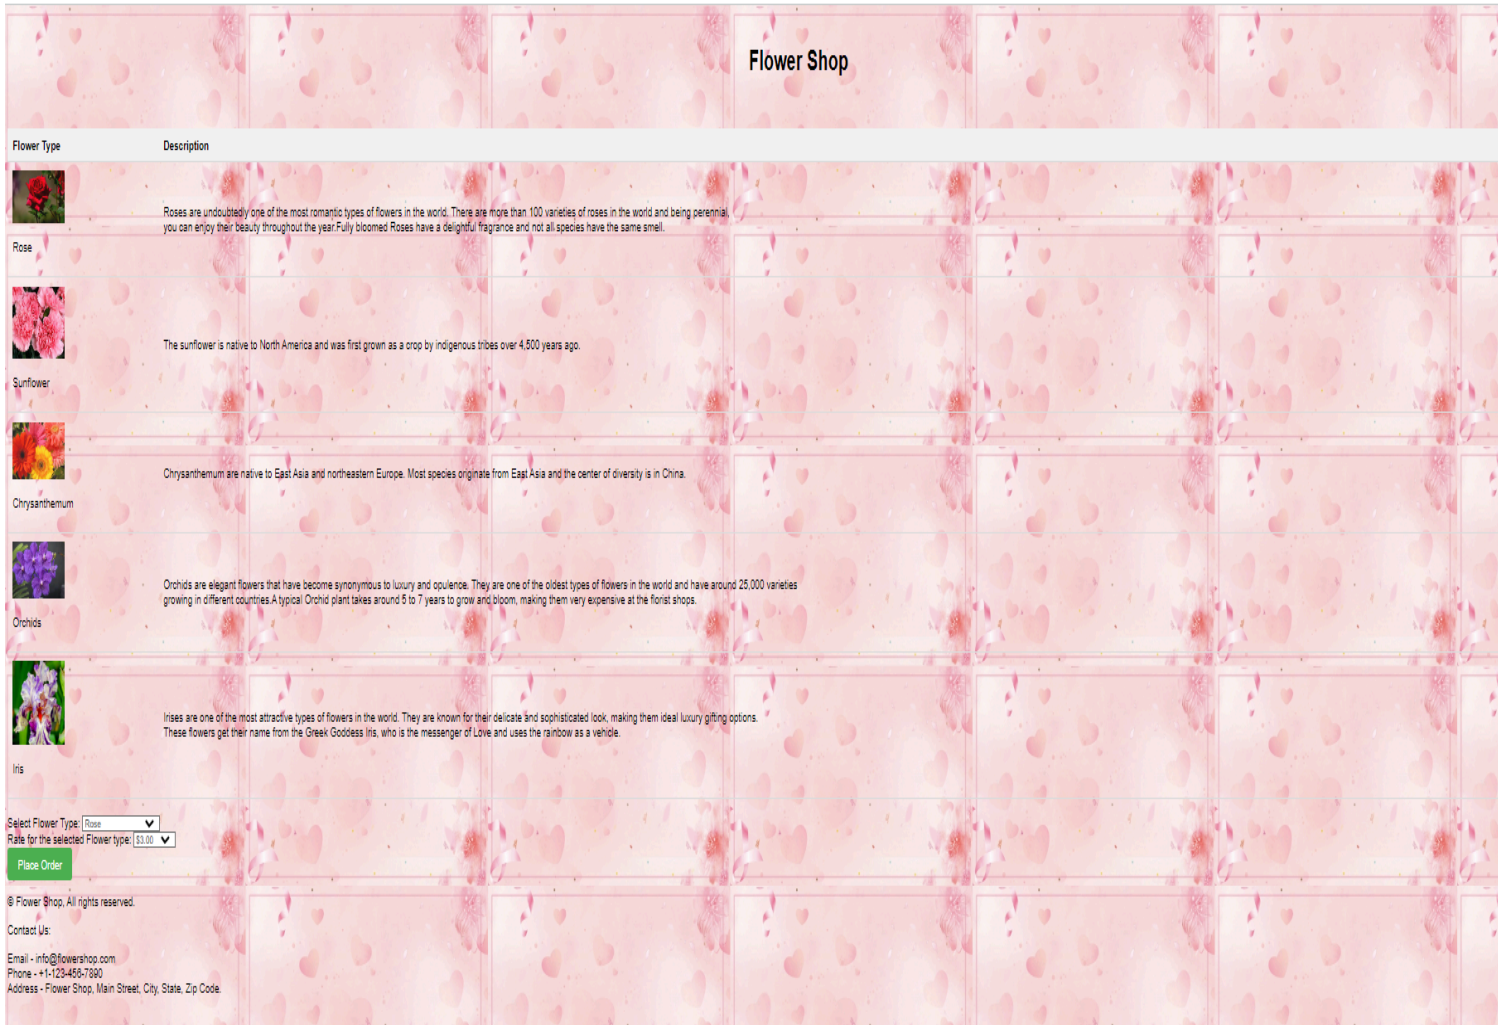 Flower Shop
Flower Type Description
Roses are undoubtedly one of the most romantic types of flowers in the world. There are more than 100 varieties of roses in the world and being perennial,
you can enjoy their beauty throughout the year.Fully bloomed Roses have a delightful fragrance and not all species have the same smell.
Rose
The sunflower is native to North America and was first grown as a crop by indigenous tribes over 4,500 years ago.
Sunflower
Chrysanthemum are native to East Asia and northeastern Europe. Most species originate from East Asia and the center of diversity is in China.
Chrysanthemum
Orchids are elegant flowers that have become synonymous to luxury and opulence. They are one of the oldest types of flowers in the world and have around 25,000 varieties
growing in different countries.A typical Orchid plant takes around 5 to 7 years to grow and bloom, making them very expensive at the florist shops.
Orchids
Irises are one of the most attractive types of flowers in the world. They are known for their delicate and sophisticated look, making them ideal luxury gifting options.
These flowers get their name from the Greek Goddess Iris, who is the messenger of Love and uses the rainbow as a vehicle.
Iris
Select Flower Type: Rose
Rate for the selected Flower type: $3.00
Place Order
© Flower Shop, All rights reserved.
Contact Us:
Email - info@flowershop.com
Phone - +1-123-456-7890
Address - Flower Shop, Main Street, City, State, Zip Code.